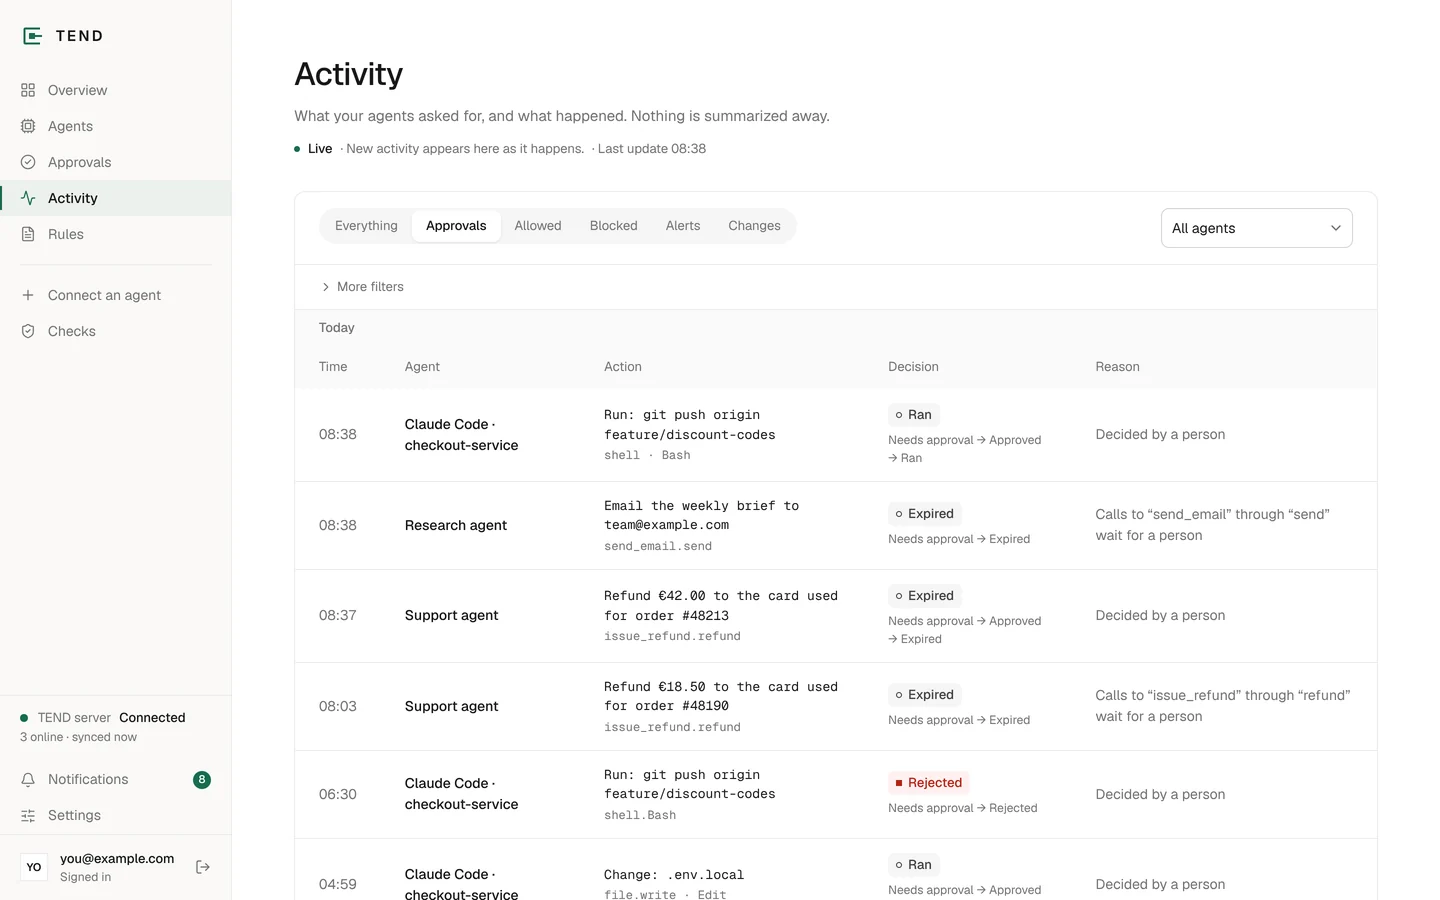 TEND
Overview
Agents
Approvals
Activity
Rules
Connect an agent
Checks
TEND server Connected
3 online · synced now
Notifications 8
Settings
YO
you@example.com
Signed in
Activity
What your agents asked for, and what happened. Nothing is summarized away.
Live · New activity appears here as it happens. · Last update 08:38
Everything Approvals Allowed Blocked Alerts Changes
All agents
More filters
Today
Time Agent Action Decision Reason
08:38
Claude Code ·
checkout-service
Run: git push origin
feature/discount-codes
shell · Bash
Ran
Needs approval → Approved
→ Ran
Decided by a person
08:38
Research agent
Email the weekly brief to
team@example.com
send_email.send
Expired
Needs approval → Expired
Calls to “send_email” through “send”
wait for a person
08:37
Support agent
Refund €42.00 to the card used
for order #48213
issue_refund.refund
Expired
Needs approval → Approved
→ Expired
Decided by a person
08:03
Support agent
Refund €18.50 to the card used
for order #48190
issue_refund.refund
Expired
Needs approval → Expired
Calls to “issue_refund” through “refund”
wait for a person
06:30
Claude Code ·
checkout-service
Run: git push origin
feature/discount-codes
shell.Bash
Rejected
Needs approval → Rejected
Decided by a person
04:59
Claude Code ·
checkout-service
Change: .env.local
file.write · Edit
Ran
Needs approval → Approved
Decided by a person